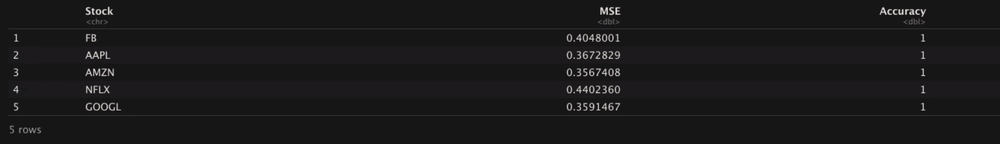 Stock MSE Accuracy
<chr> <dbl> <dbl>
1 FB 0.4048001 1
2 AAPL 0.3672829 1
3 AMZN 0.3567408 1
4 NFLX 0.4402360 1
5 GOOGL 0.3591467 1
5 rows